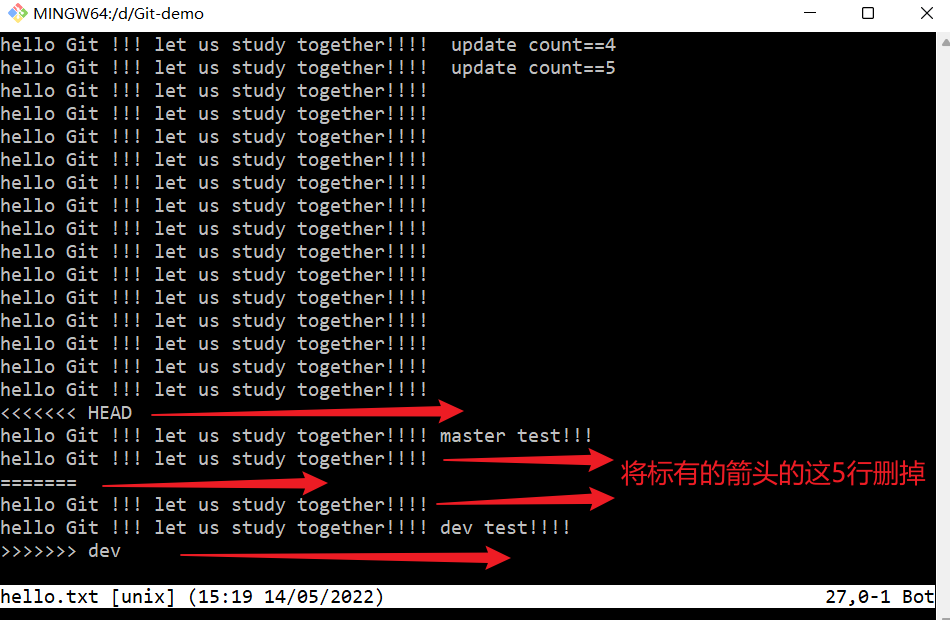 MINGW64:/d/Git-demo
hello Git !!! let us study together!!!!  update count==4
hello Git !!! let us study together!!!!  update count==5
hello Git !!! let us study together!!!!
hello Git !!! let us study together!!!!
hello Git !!! let us study together!!!!
hello Git !!! let us study together!!!!
hello Git !!! let us study together!!!!
hello Git !!! let us study together!!!!
hello Git !!! let us study together!!!!
hello Git !!! let us study together!!!!
hello Git !!! let us study together!!!!
hello Git !!! let us study together!!!!
hello Git !!! let us study together!!!!
hello Git !!! let us study together!!!!
hello Git !!! let us study together!!!!
hello Git !!! let us study together!!!!
<<<<<<< HEAD
hello Git !!! let us study together!!!! master test!!!
hello Git !!! let us study together!!!!
将标有的箭头的这5行删掉
=======
hello Git !!! let us study together!!!!
hello Git !!! let us study together!!!! dev test!!!!
>>>>>>> dev
hello.txt [unix] (15:19 14/05/2022) 27,0-1 Bot